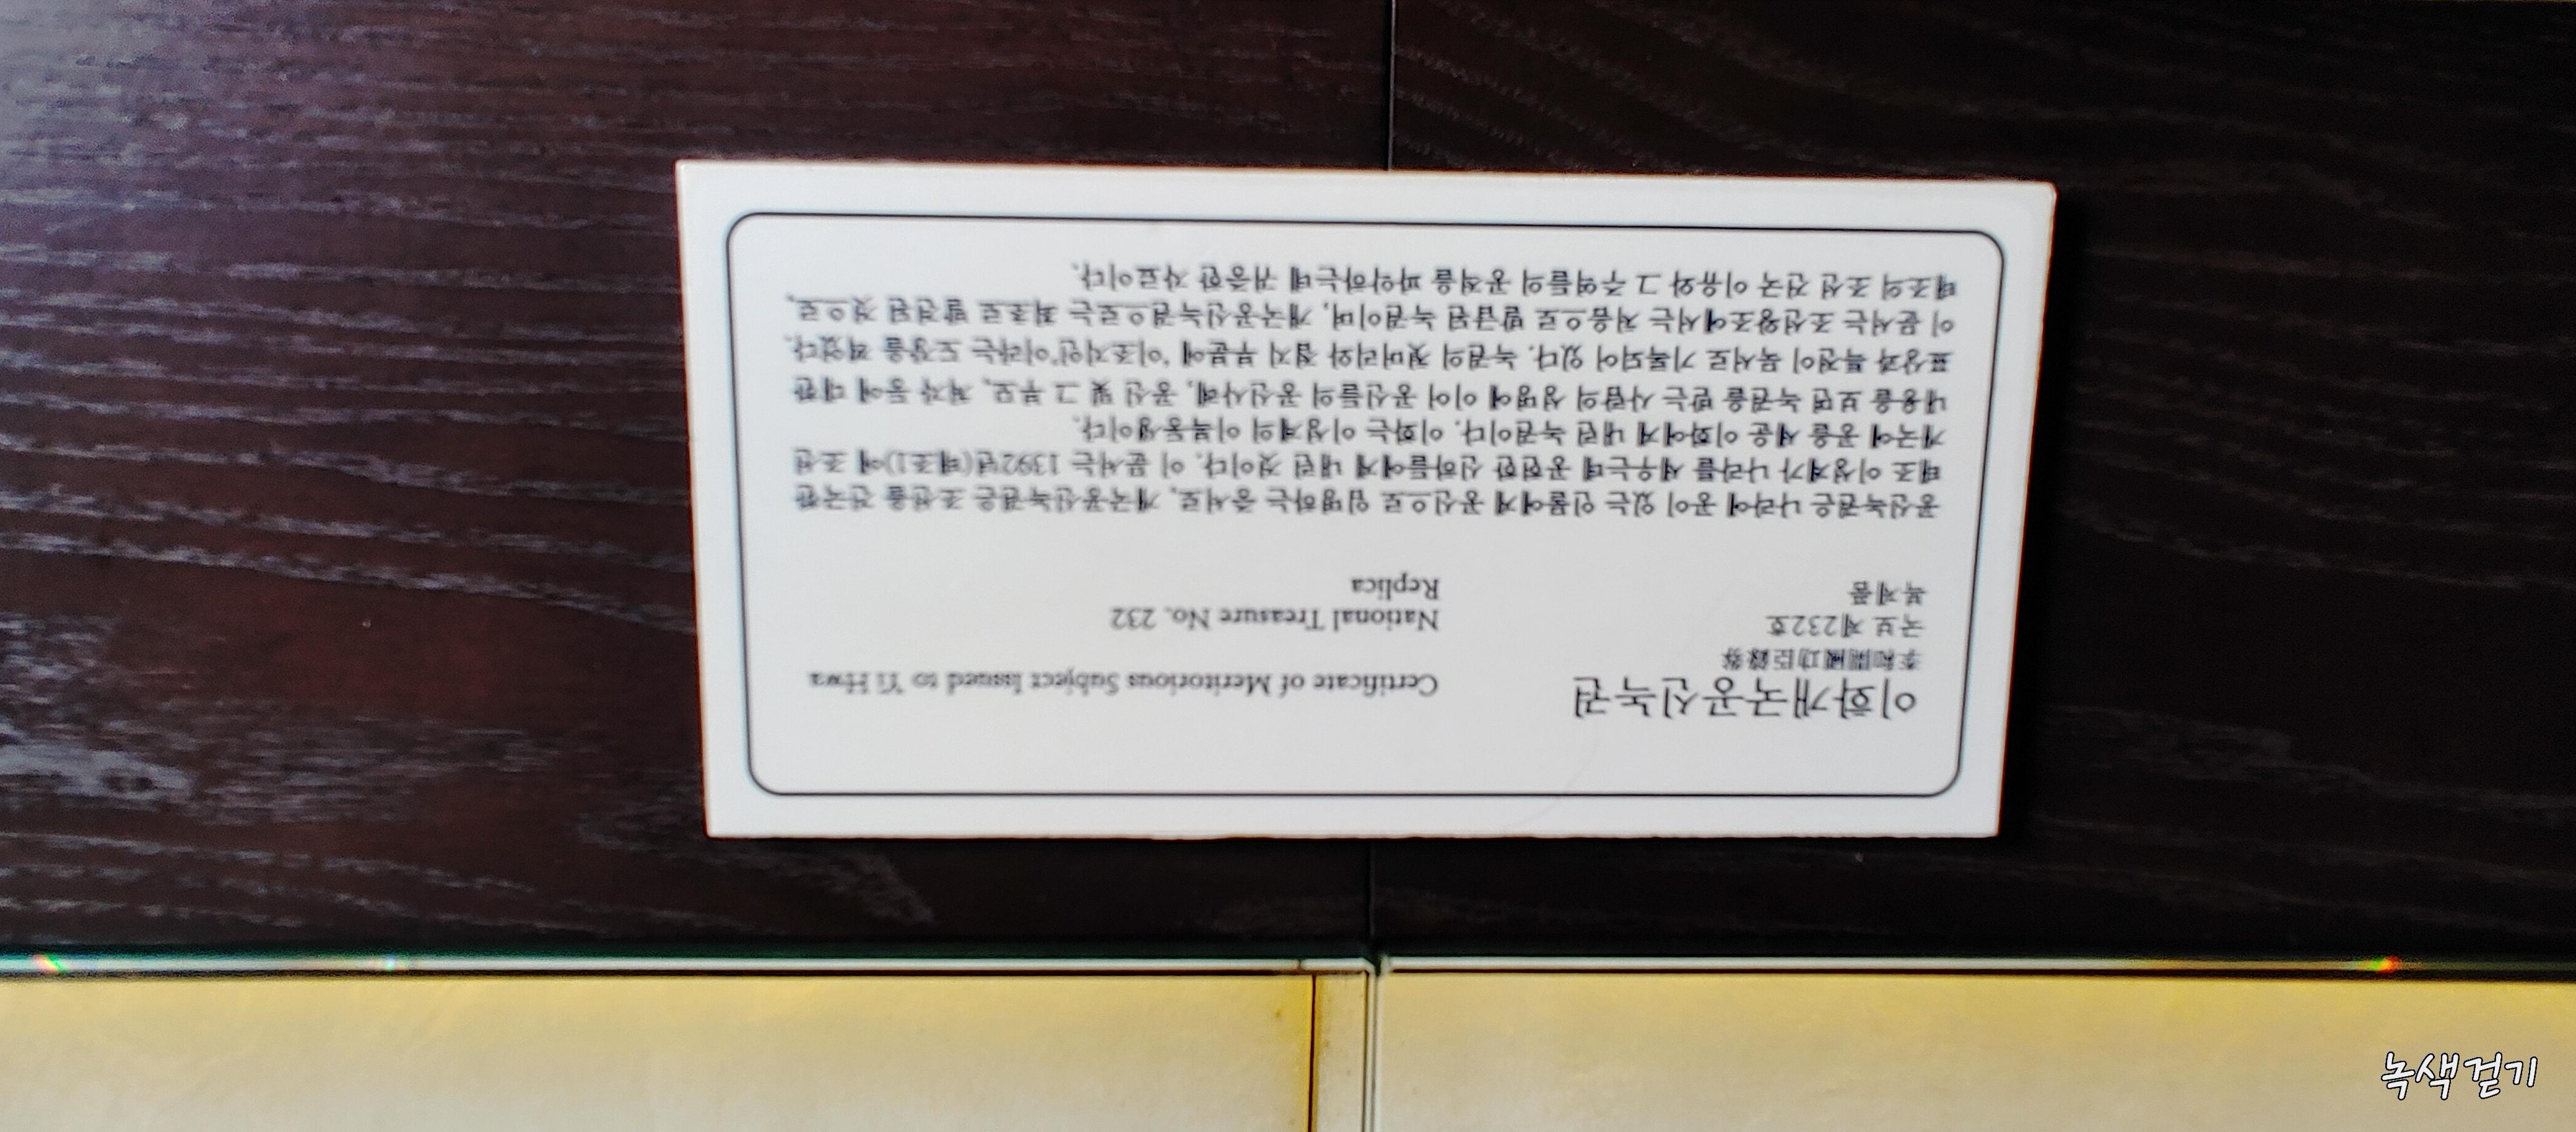 이화개국공신녹권
李和開國功臣錄券
국보 제232호
복제품
Certificate of Meritorious Subject Issued to Yi Hwa
National Treasure No. 232
Replica
공신녹권은 나라에 공이 있는 인물에게 공신으로 임명하는 증서로, 개국공신녹권은 조선을 건국한
태조 이성계가 나라를 세우는데 공헌한 신하들에게 내린 것이다. 이 문서는 1392년(태조1)에 조선
개국에 공을 세운 이화에게 내린 녹권이다. 이화는 이성계의 이복동생이다.
내용을 보면 녹권을 받는 사람의 성명에 이어 공신들의 공신사례, 공신 및 그 부모, 처자 등에 대한
표상과 특전이 묵서로 기록되어 있다. 녹권의 첫머리와 접지 부분에 '이조지인'이라는 도장을 찍었다.
이 문서는 조선왕조에서는 처음으로 발급된 녹권이며, 개국공신녹권으로는 최초로 발견된 것으로,
태조의 조선 건국 이유와 그 주역들의 공적을 파악하는데 귀중한 자료이다.
녹색걷기